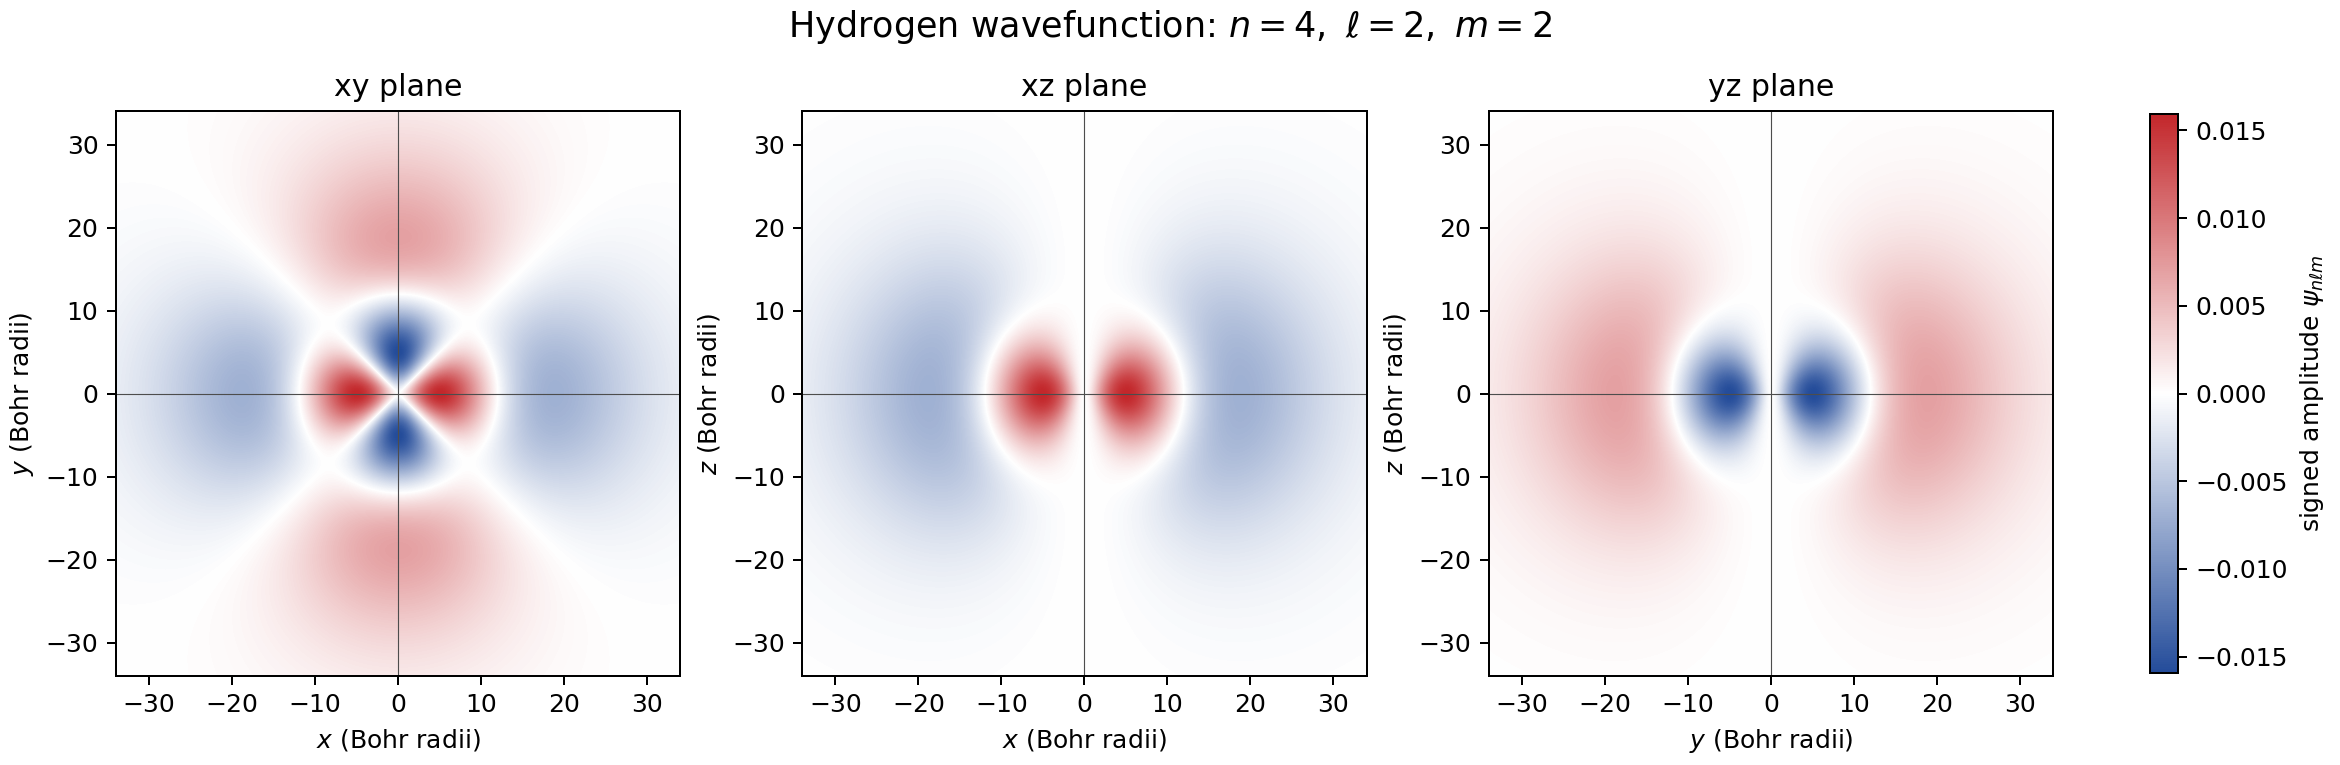 Hydrogen wavefunction: n = 4, ℓ = 2, m = 2
xy plane
30
20
10
0
−10
−20
−30
y (Bohr radii)
−30 −20 −10 0 10 20 30
x (Bohr radii)
xz plane
30
20
10
0
−10
−20
−30
z (Bohr radii)
−30 −20 −10 0 10 20 30
x (Bohr radii)
yz plane
30
20
10
0
−10
−20
−30
z (Bohr radii)
−30 −20 −10 0 10 20 30
y (Bohr radii)
0.015
0.010
0.005
0.000
−0.005
−0.010
−0.015
signed amplitude ψnℓm